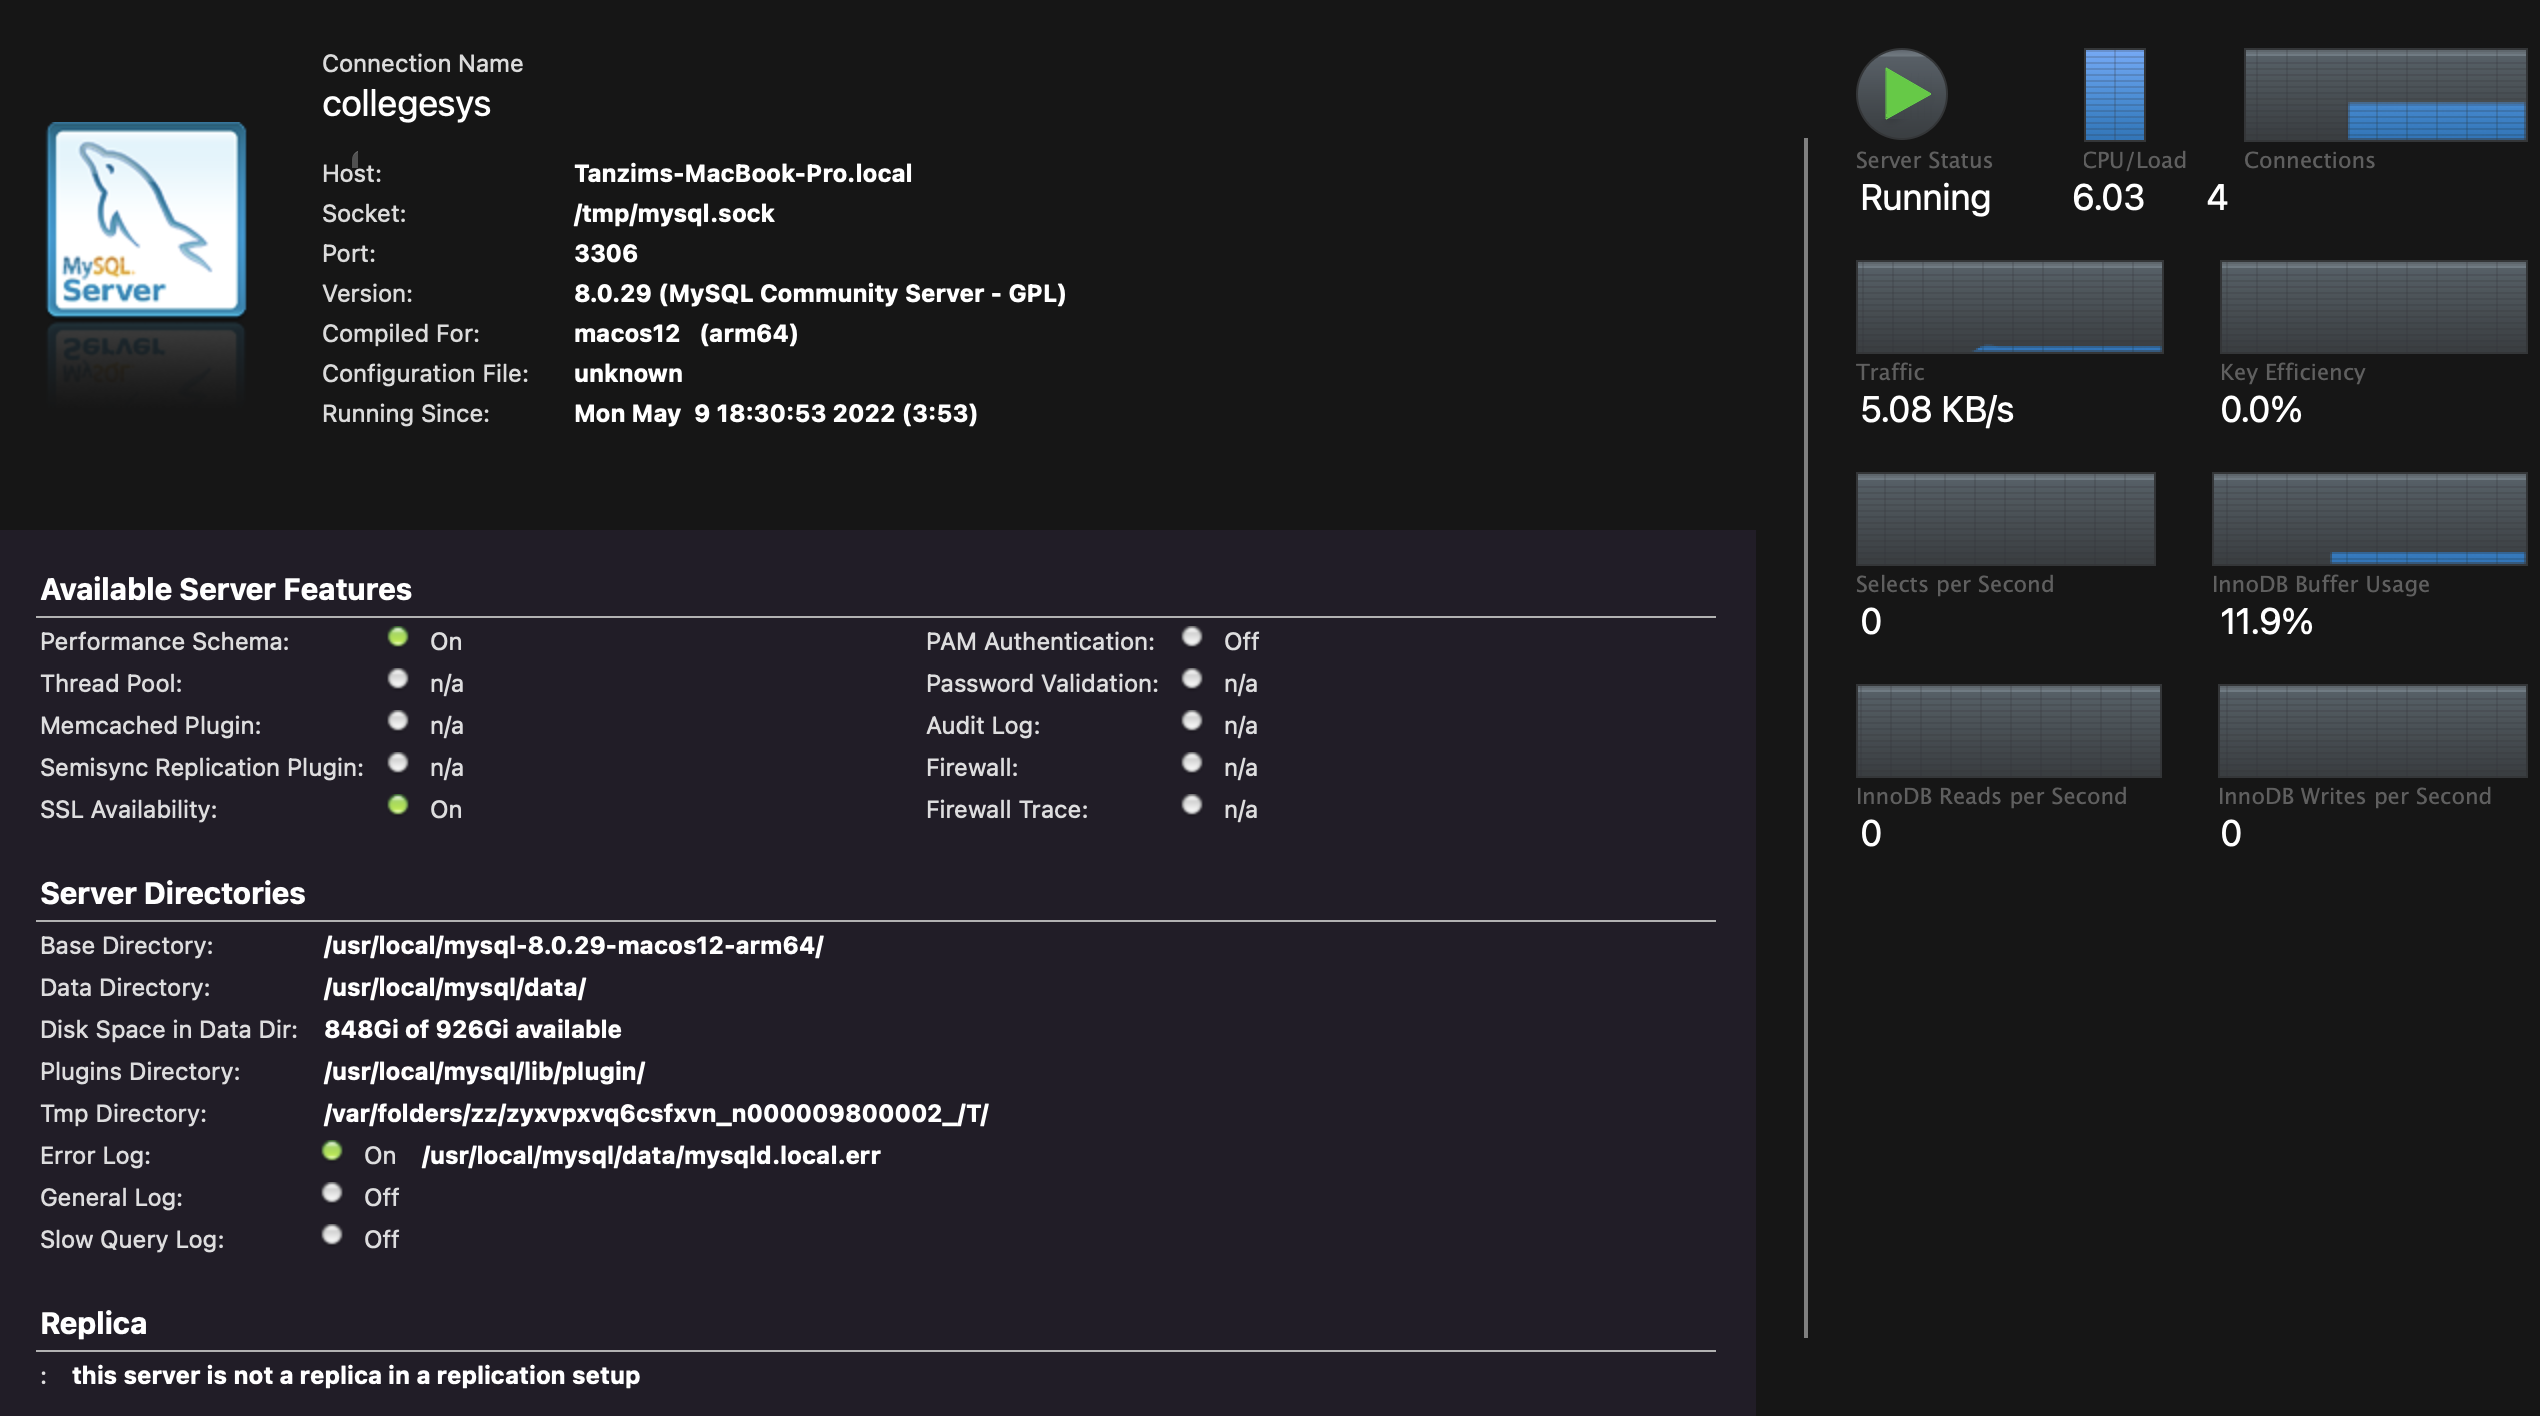 Connection Name
collegesys
MySQL
Server
Host: Tanzims-MacBook-Pro.local
Socket: /tmp/mysql.sock
Port: 3306
Version: 8.0.29 (MySQL Community Server - GPL)
Compiled For: macos12 (arm64)
Configuration File: unknown
Running Since: Mon May 9 18:30:53 2022 (3:53)
Available Server Features
Performance Schema: On PAM Authentication: Off
Thread Pool: n/a Password Validation: n/a
Memcached Plugin: n/a Audit Log: n/a
Semisync Replication Plugin: n/a Firewall: n/a
SSL Availability: On Firewall Trace: n/a
Server Directories
Base Directory: /usr/local/mysql-8.0.29-macos12-arm64/
Data Directory: /usr/local/mysql/data/
Disk Space in Data Dir: 848Gi of 926Gi available
Plugins Directory: /usr/local/mysql/lib/plugin/
Tmp Directory: /var/folders/zz/zyxvpxvq6csfxvn_n000009800002_/T/
Error Log: On /usr/local/mysql/data/mysqld.local.err
General Log: Off
Slow Query Log: Off
Replica
: this server is not a replica in a replication setup
Server Status CPU/Load Connections
Running 6.03 4
Traffic Key Efficiency
5.08 KB/s 0.0%
Selects per Second InnoDB Buffer Usage
0 11.9%
InnoDB Reads per Second InnoDB Writes per Second
0 0